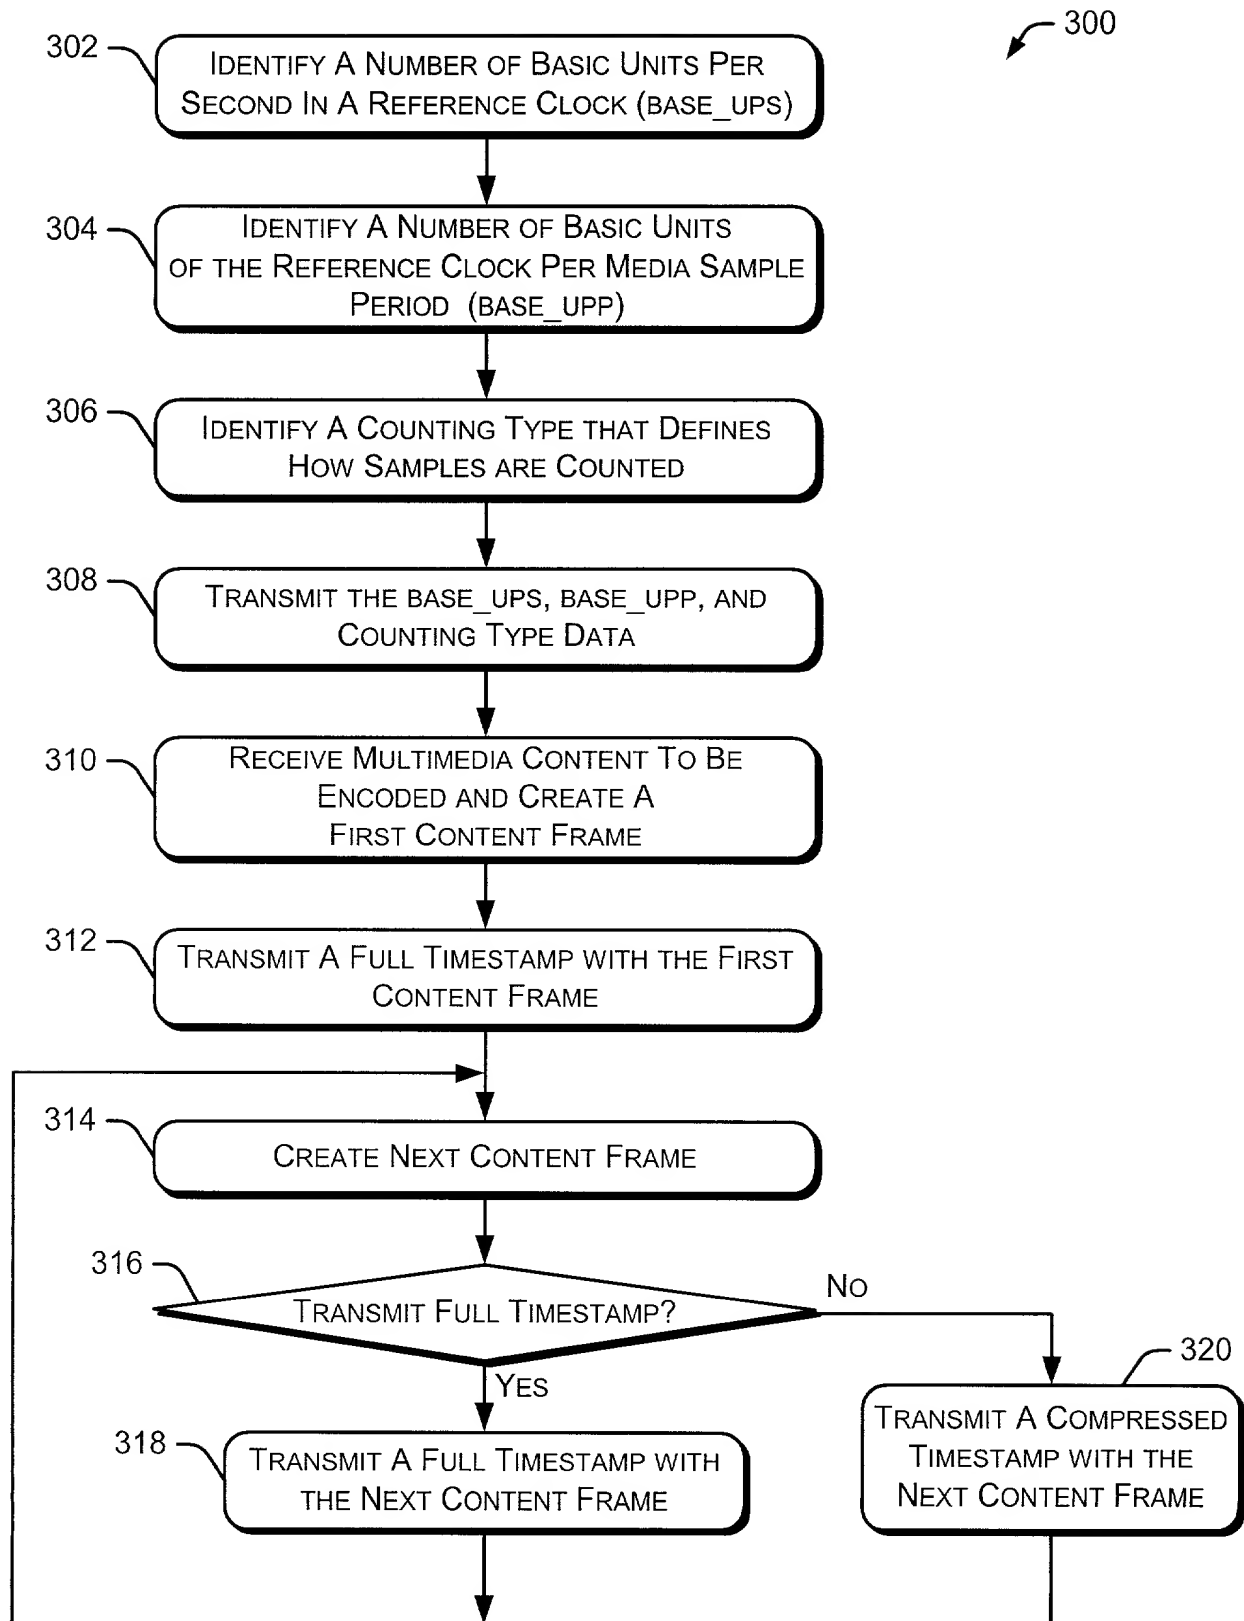 300
302
IDENTIFY A NUMBER OF BASIC UNITS PER
SECOND IN A REFERENCE CLOCK (BASE_UPS)
304
IDENTIFY A NUMBER OF BASIC UNITS
OF THE REFERENCE CLOCK PER MEDIA SAMPLE
PERIOD (BASE_UPP)
306
IDENTIFY A COUNTING TYPE THAT DEFINES
HOW SAMPLES ARE COUNTED
308
TRANSMIT THE BASE_UPS, BASE_UPP, AND
COUNTING TYPE DATA
310
RECEIVE MULTIMEDIA CONTENT TO BE
ENCODED AND CREATE A
FIRST CONTENT FRAME
312
TRANSMIT A FULL TIMESTAMP WITH THE FIRST
CONTENT FRAME
314
CREATE NEXT CONTENT FRAME
316
TRANSMIT FULL TIMESTAMP?
NO
YES
318
TRANSMIT A FULL TIMESTAMP WITH
THE NEXT CONTENT FRAME
320
TRANSMIT A COMPRESSED
TIMESTAMP WITH THE
NEXT CONTENT FRAME